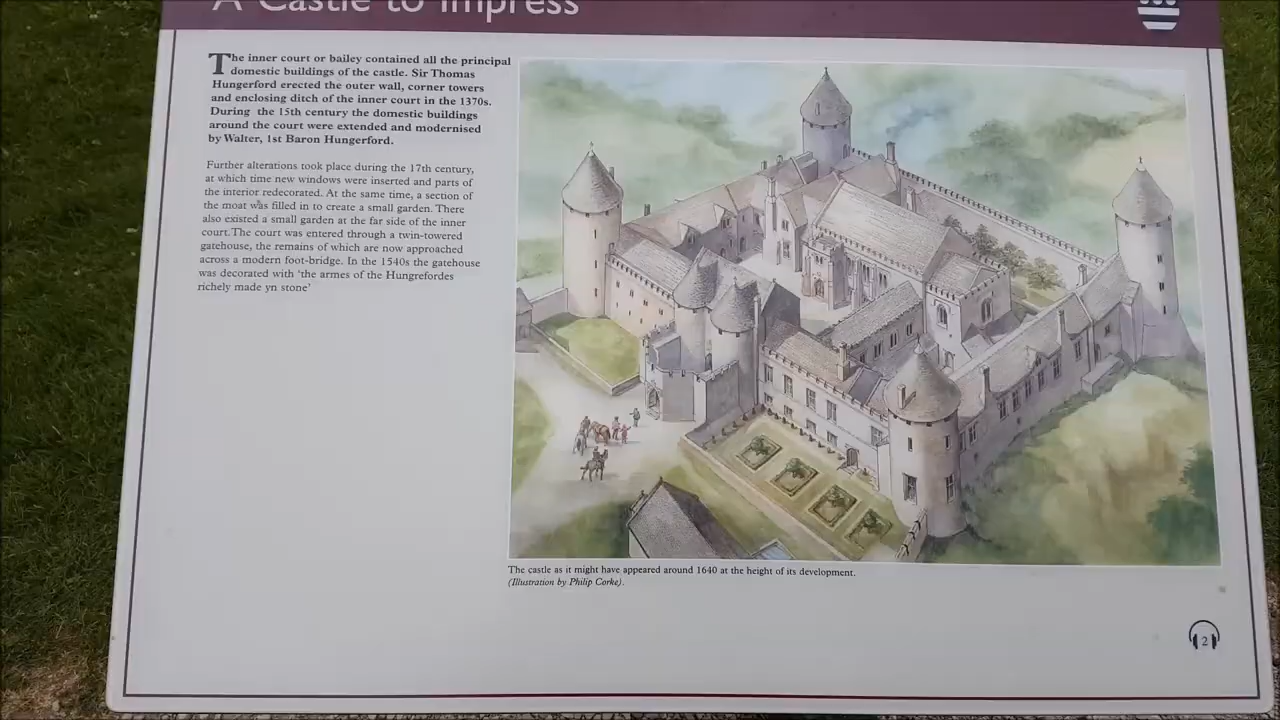 A Castle to Impress
The inner court or bailey contained all the principal
domestic buildings of the castle. Sir Thomas
Hungerford erected the outer wall, corner towers
and enclosing ditch of the inner court in the 1370s.
During the 15th century the domestic buildings
around the court were extended and modernised
by Walter, 1st Baron Hungerford.
Further alterations took place during the 17th century,
at which time new windows were inserted and parts of
the interior redecorated. At the same time, a section of
the moat was filled in to create a small garden. There
also existed a small garden at the far side of the inner
court. The court was entered through a twin-towered
gatehouse, the remains of which are now approached
across a modern foot-bridge. In the 1540s the gatehouse
was decorated with 'the armes of the Hungrefordes
richely made yn stone'
The castle as it might have appeared around 1640 at the height of its development.
(Illustration by Philip Corke).
2